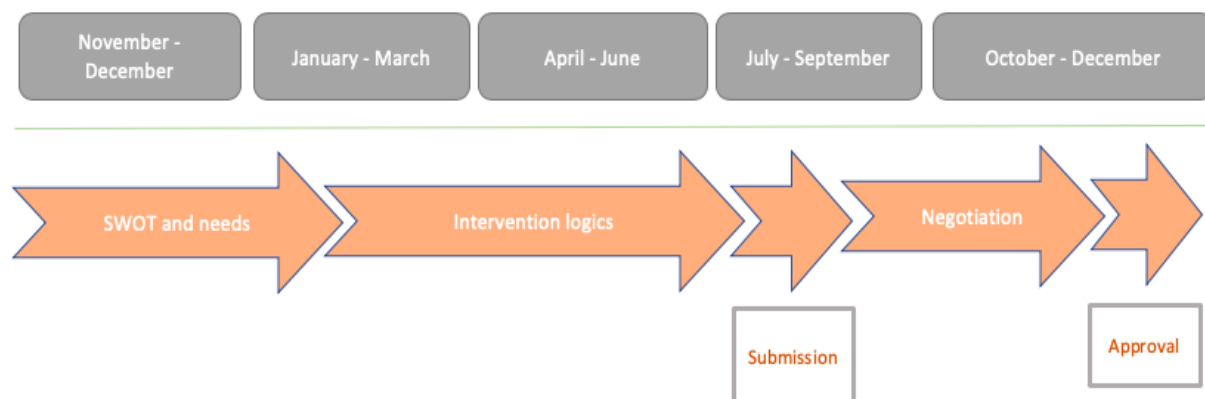 November -
December
January - March
April - June
July - September
October - December
SWOT and needs
Intervention logics
Negotiation
Submission
Approval